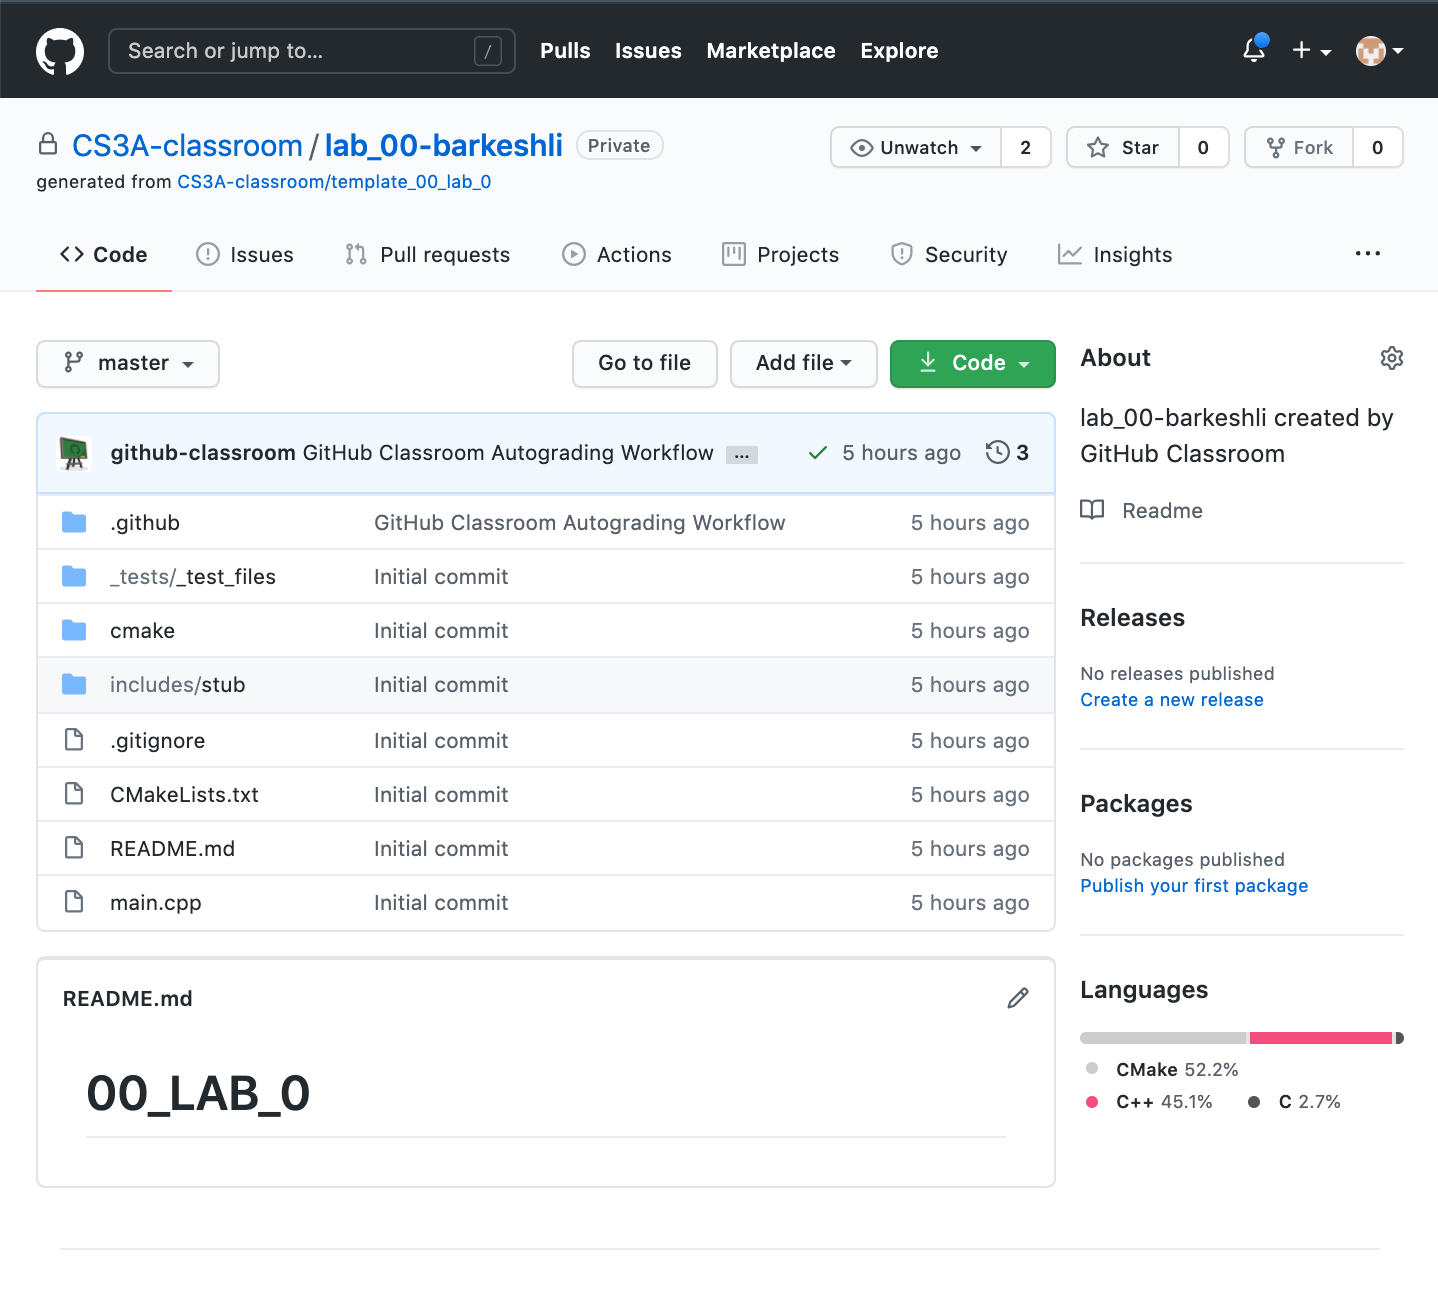 Search or jump to... /
Pulls Issues Marketplace Explore
CS3A-classroom / lab_00-barkeshli Private
Unwatch 2 Star 0 Fork 0
generated from CS3A-classroom/template_00_lab_0
Code Issues Pull requests Actions Projects Security Insights ...
master Go to file Add file Code
github-classroom GitHub Classroom Autograding Workflow ... 5 hours ago 3
.github GitHub Classroom Autograding Workflow 5 hours ago
_tests/_test_files Initial commit 5 hours ago
cmake Initial commit 5 hours ago
includes/stub Initial commit 5 hours ago
.gitignore Initial commit 5 hours ago
CMakeLists.txt Initial commit 5 hours ago
README.md Initial commit 5 hours ago
main.cpp Initial commit 5 hours ago
README.md
00_LAB_0
About
lab_00-barkeshli created by
GitHub Classroom
Readme
Releases
No releases published
Create a new release
Packages
No packages published
Publish your first package
Languages
CMake 52.2%
C++ 45.1% C 2.7%